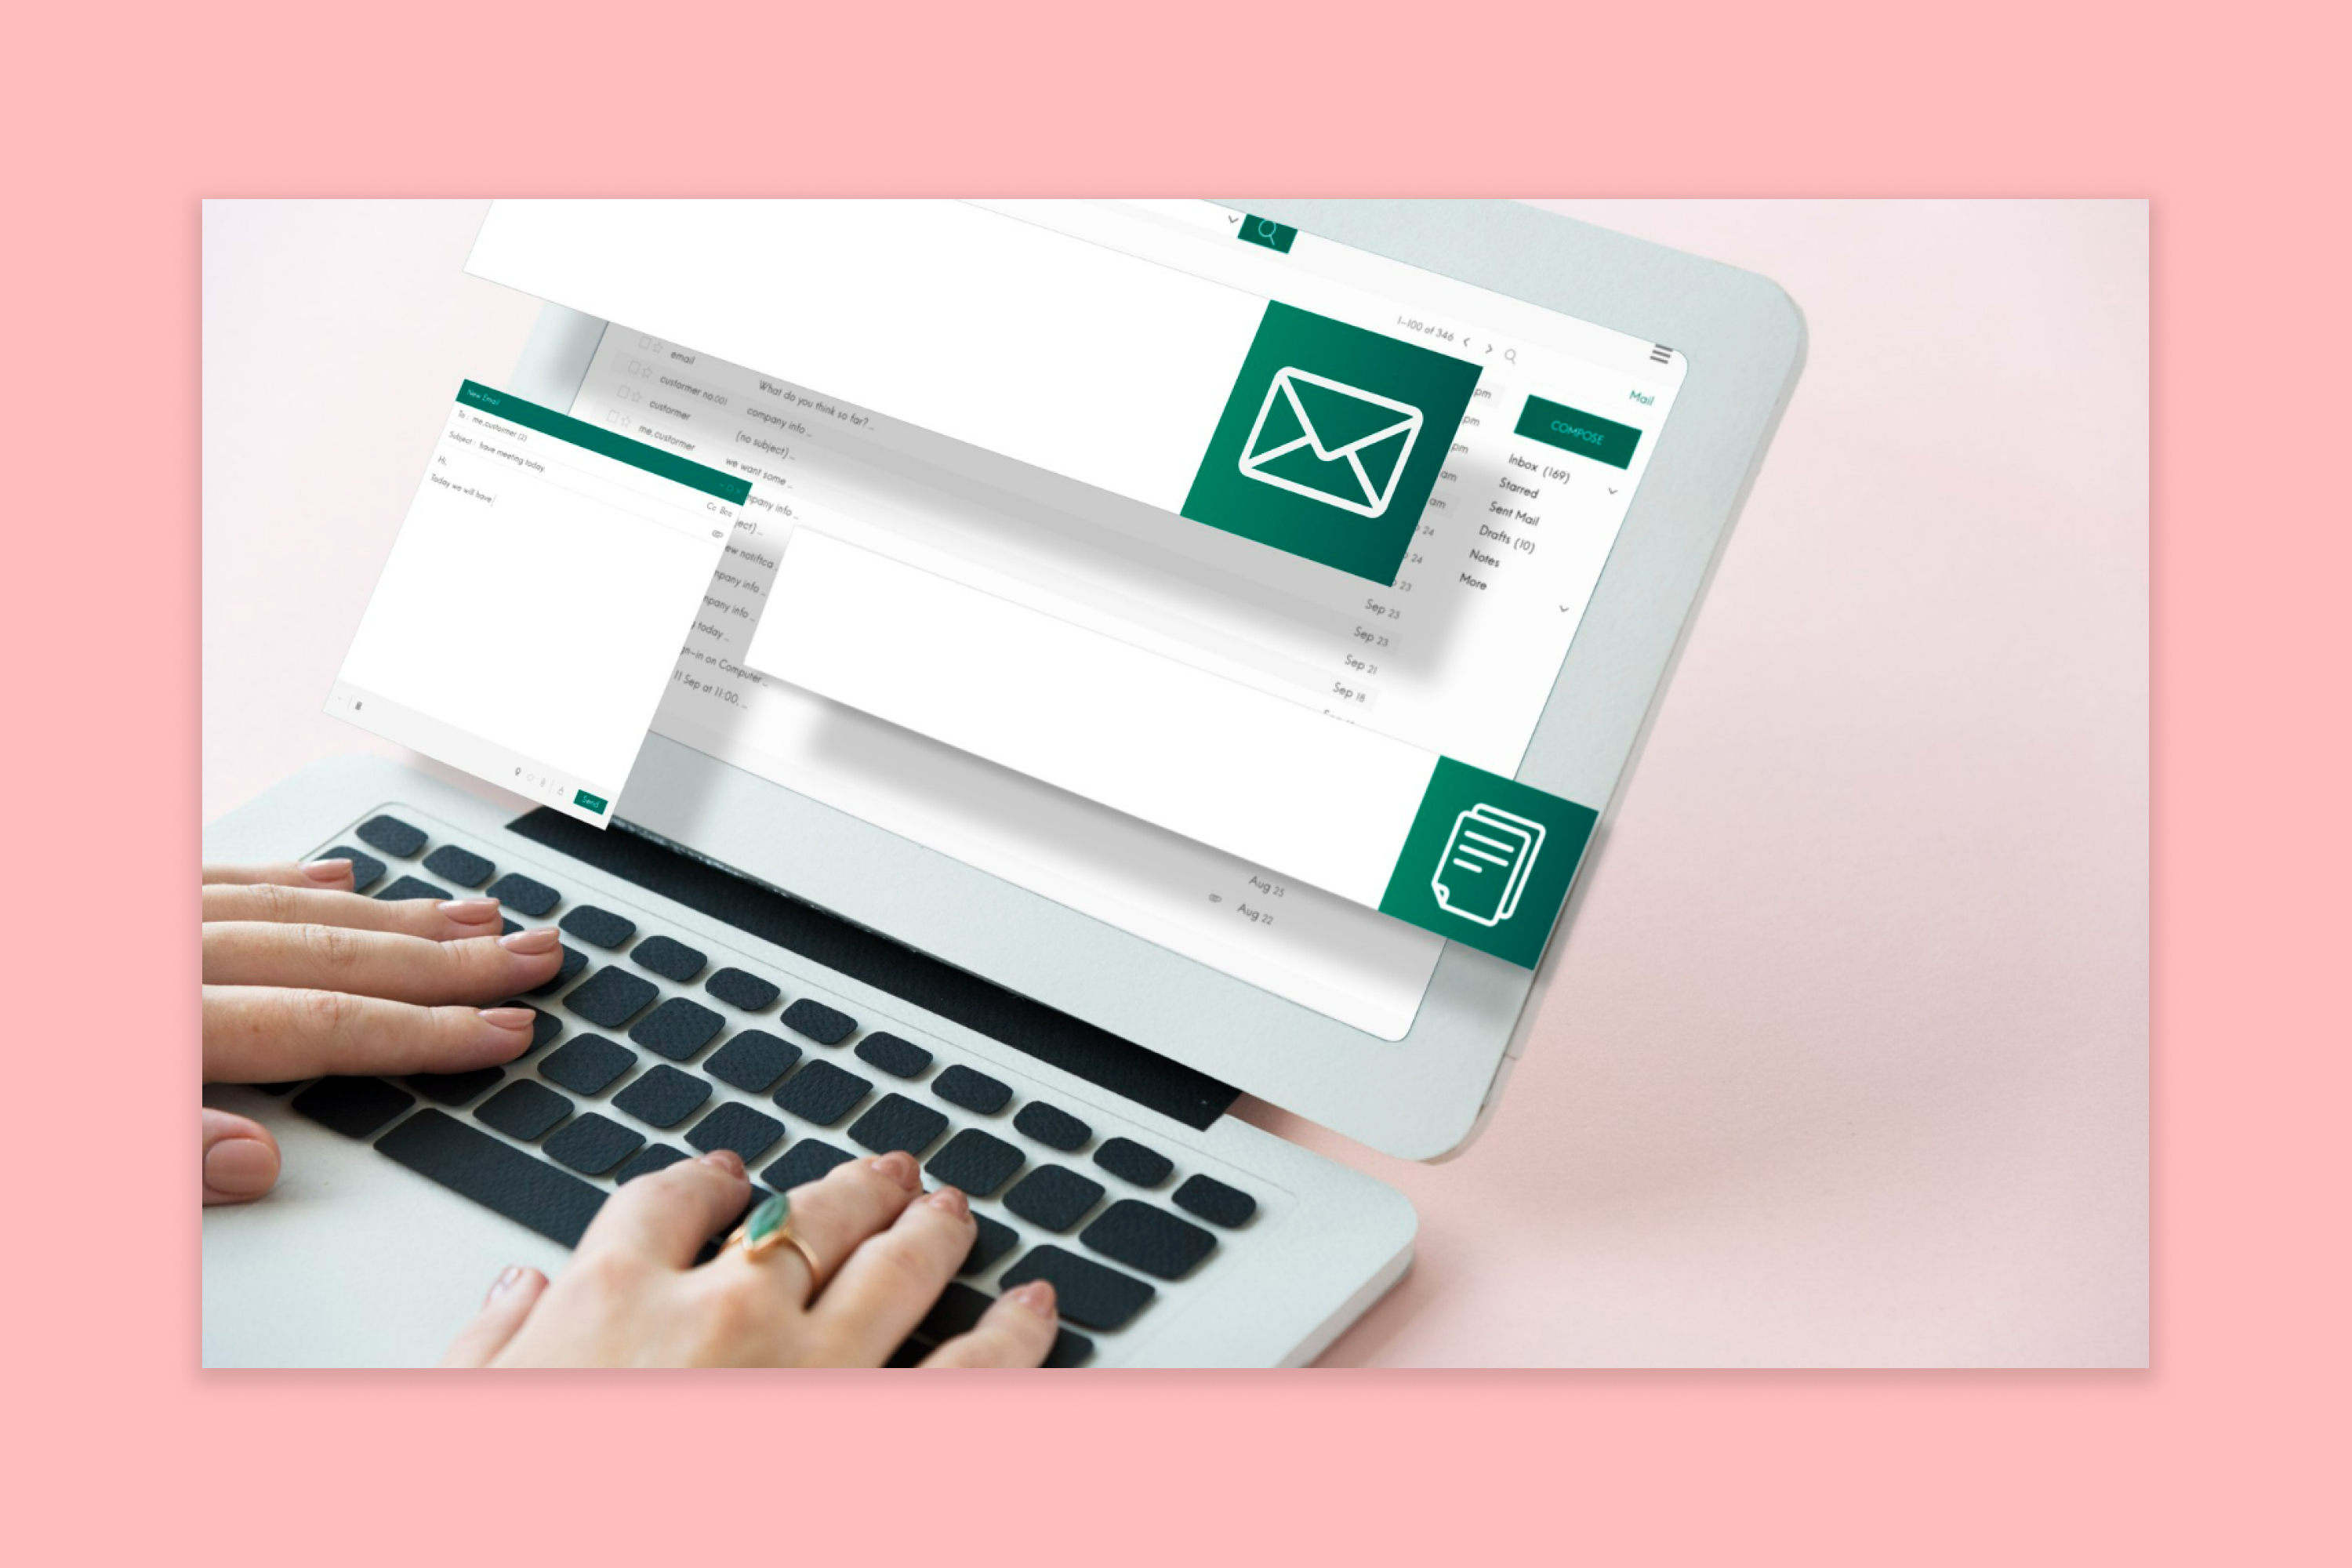 1-100 of 346
Mail
COMPOSE
Inbox (169)
Starred
Sent Mail
Drafts (10)
Notes
More
email What do you think so far? ...
custormer no.001 company info ...
custormer (no subject) ...
me.custormer we want some ...
mpany info ...
ject) ...
ew notifica ...
mpany info ...
mpany info ...
g today ...
gn-in on Computer ...
11 Sep at 11:00, ...
pm
pm
pm
am
am
24
24
23
Sep 23
Sep 23
Sep 21
Sep 18
Aug 25
Aug 22
New Email
To : me.custormer (2)
Cc Bcc
Subject : have meeting today
Hi,
Today we will have
Send